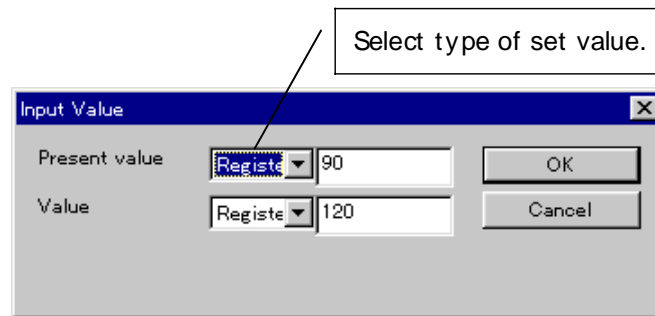 Select type of set value.
Input Value
Present value Registe 90 OK
Value Registe 120 Cancel